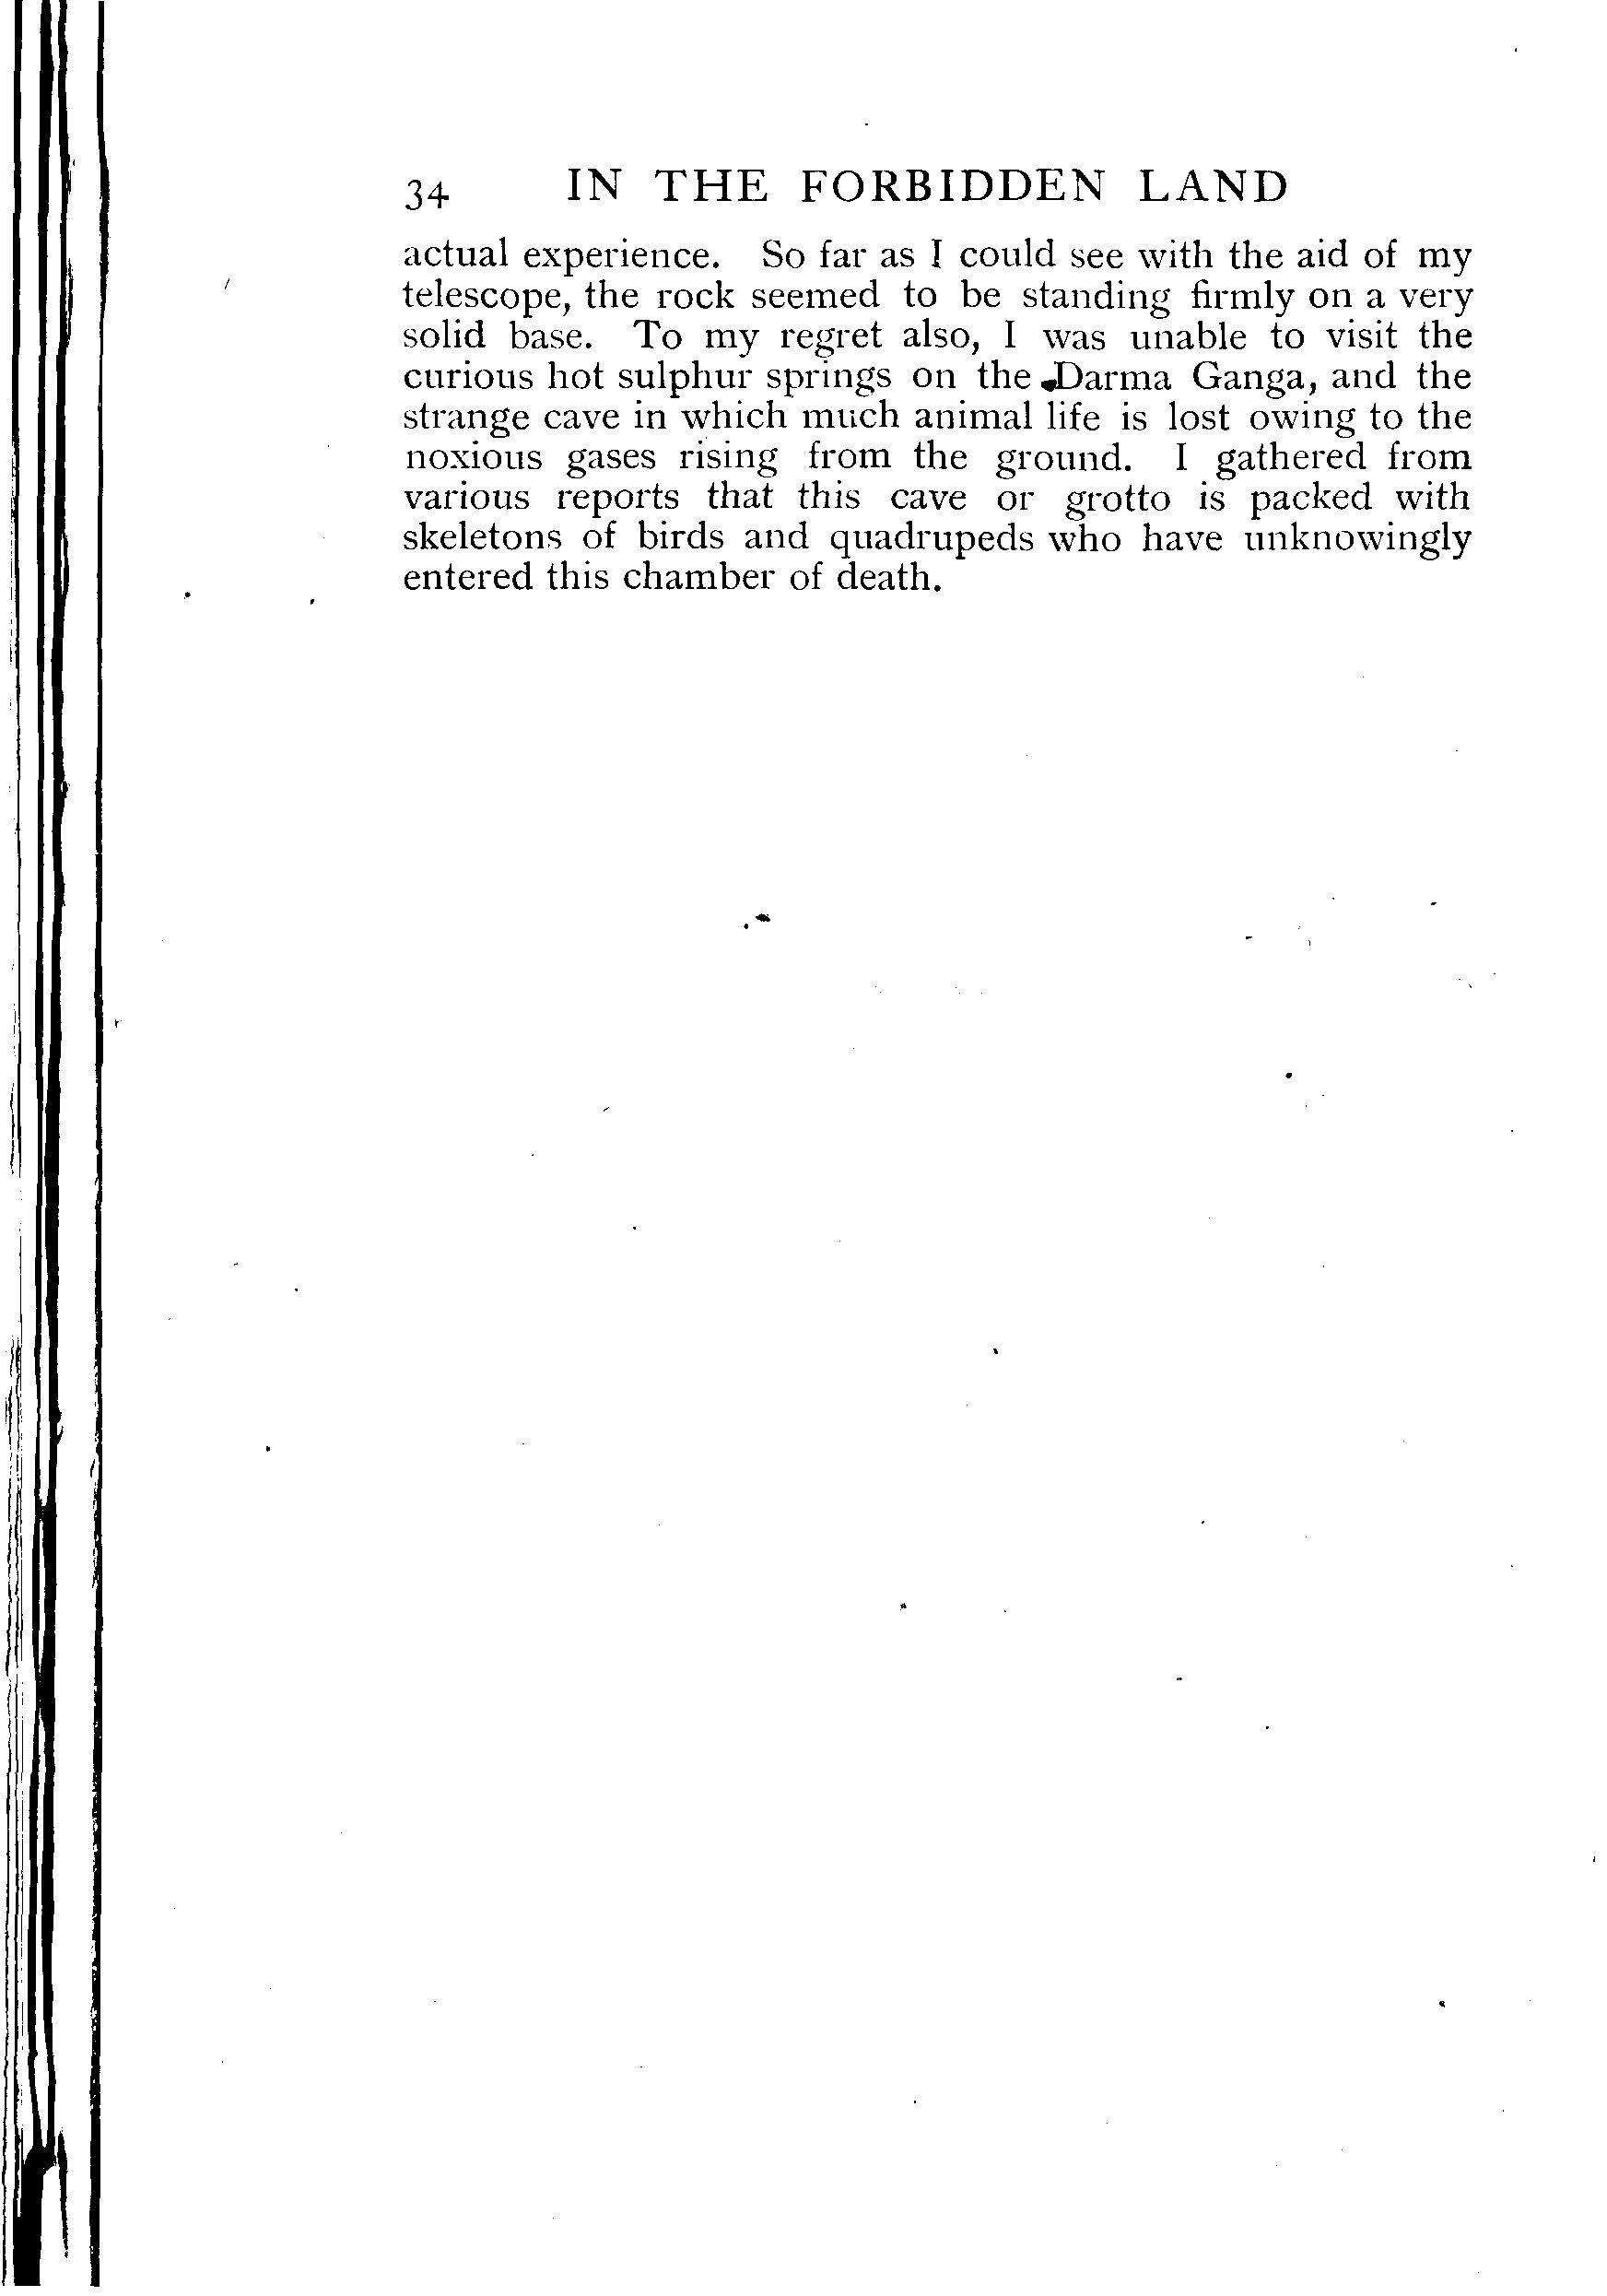 34 IN THE FORBIDDEN LAND
actual experience. So far as I could see with the aid of my
telescope, the rock seemed to be standing firmly on a very
solid base. To my regret also, I was unable to visit the
curious hot sulphur springs on the Darma Ganga, and the
strange cave in which much animal life is lost owing to the
noxious gases rising from the ground. I gathered from
various reports that this cave or grotto is packed with
skeletons of birds and quadrupeds who have unknowingly
entered this chamber of death.